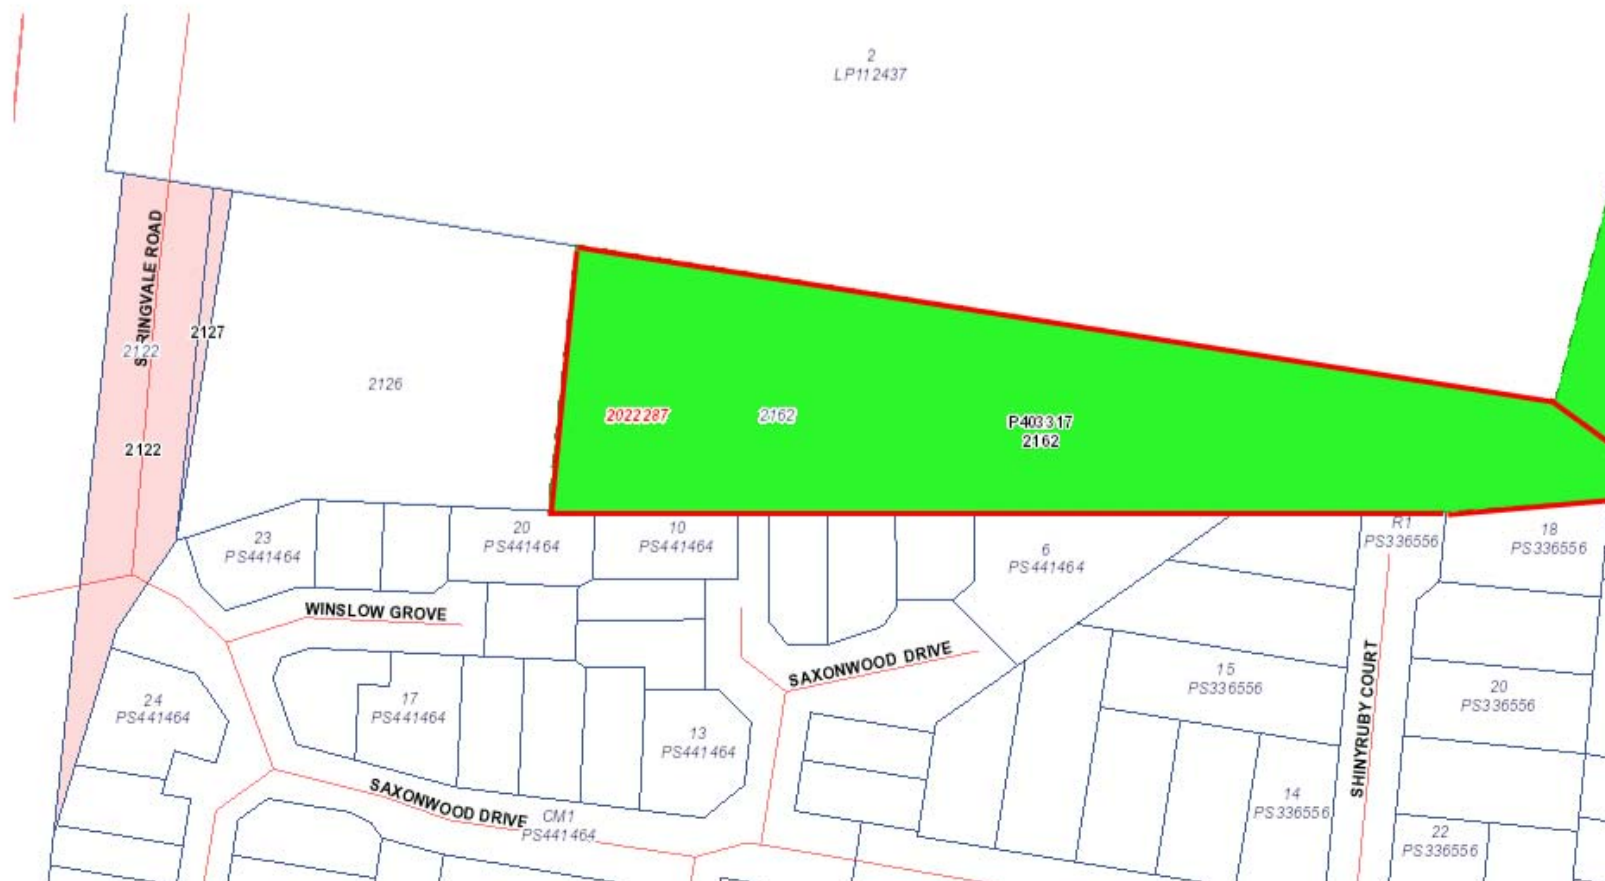 2
LP112437
SPRINGVALE ROAD
2127
2122
2126
2122
2022287
2162
P403317
2162
23
PS441464
20
PS441464
10
PS441464
6
PS441464
R1
PS336556
18
PS336556
WINSLOW GROVE
SAXONWOOD DRIVE
24
PS441464
17
PS441464
13
PS441464
15
PS336556
SHINYRUBY COURT
20
PS336556
SAXONWOOD DRIVE
CM1
PS441464
14
PS336556
22
PS336556